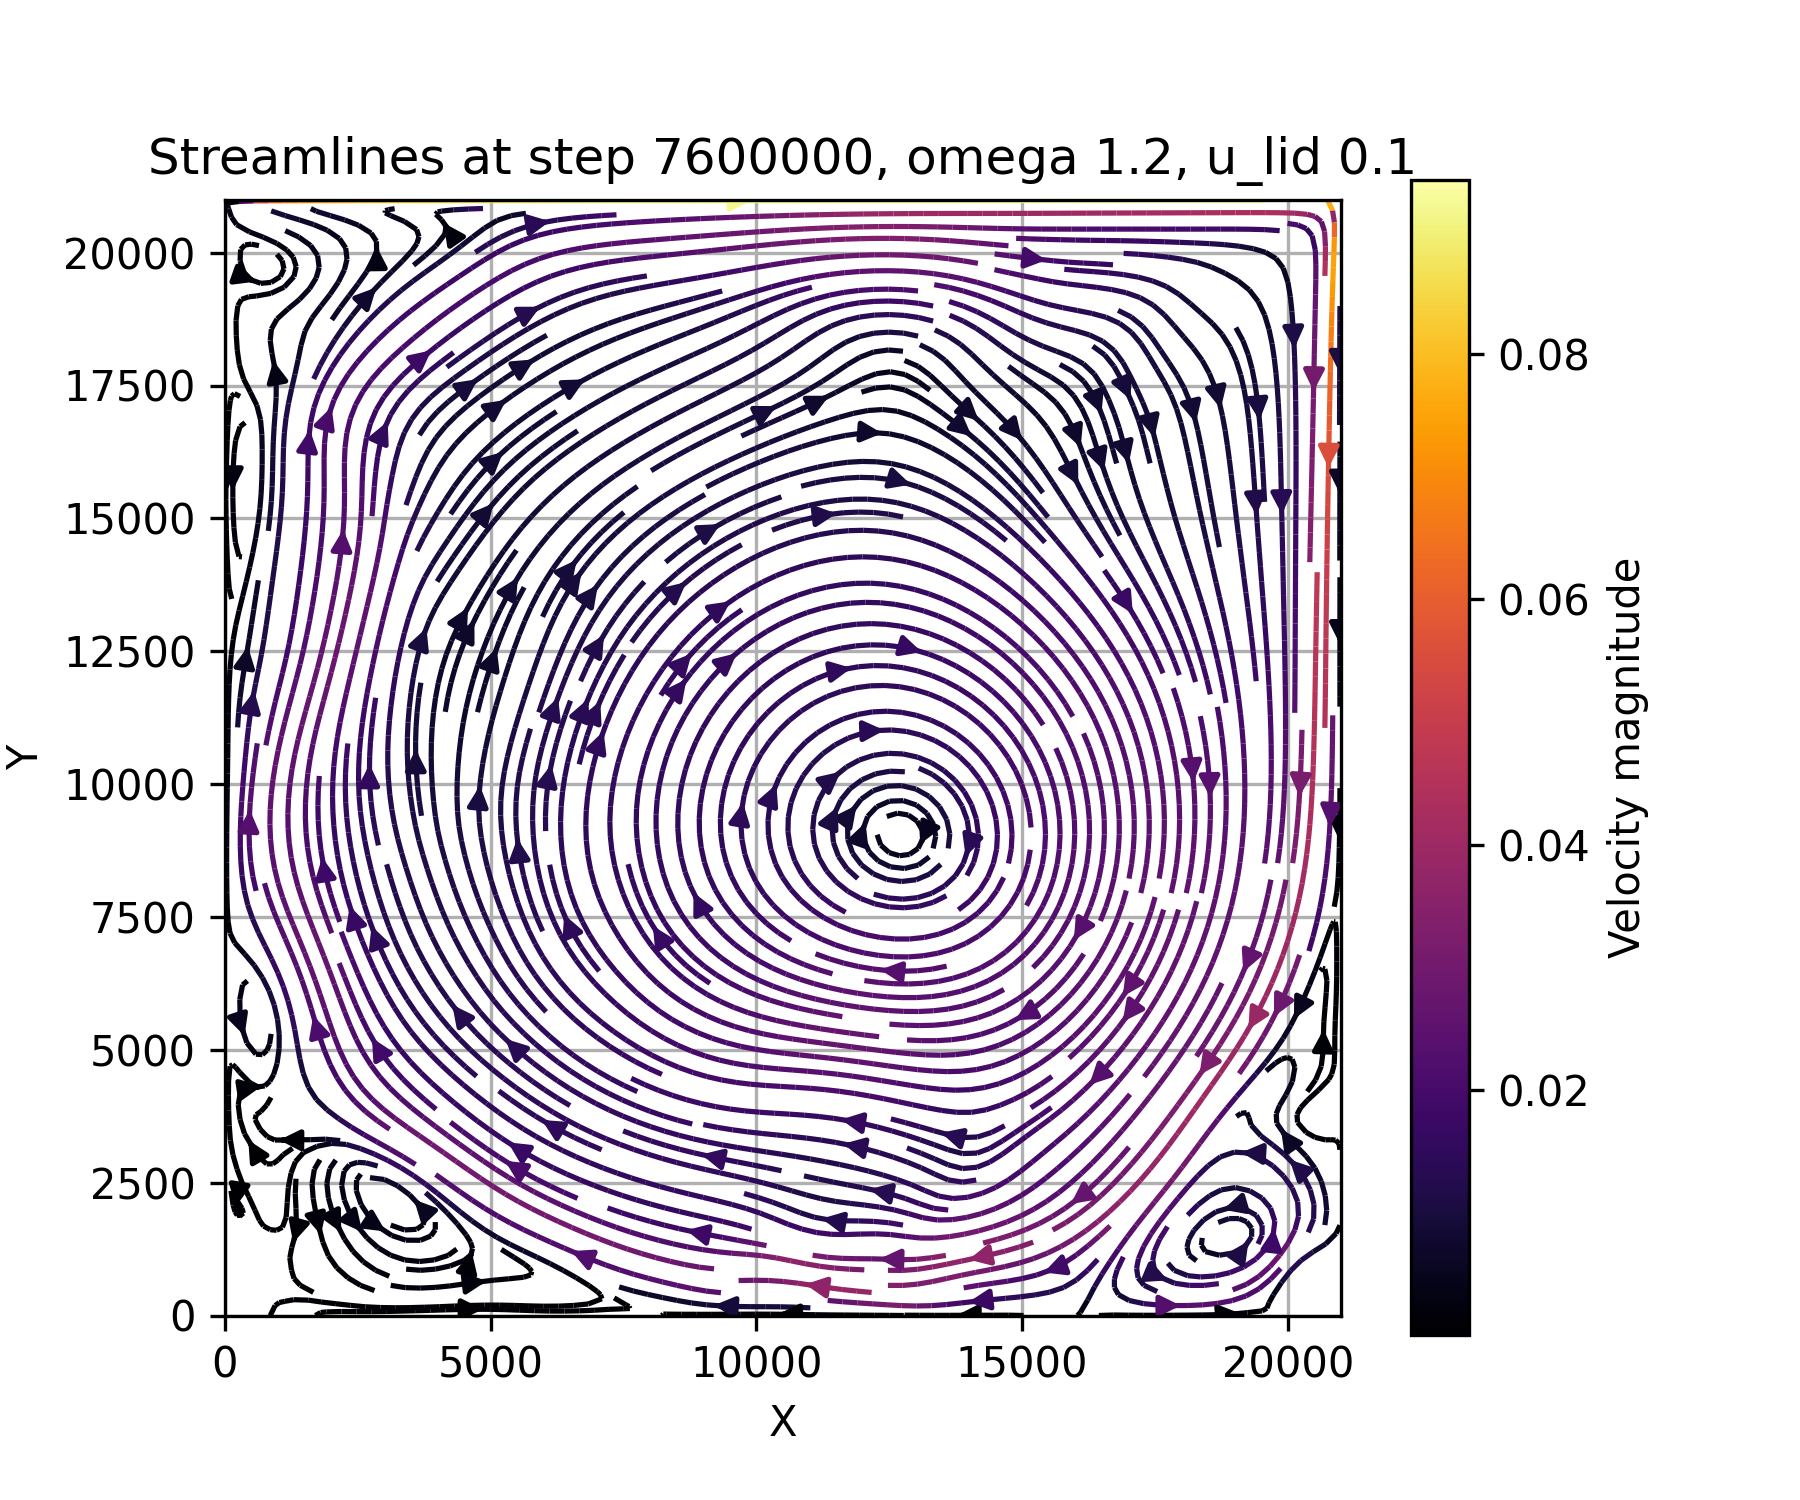 Streamlines at step 7600000, omega 1.2, u_lid 0.1
20000
17500
15000
12500
10000
7500
5000
2500
0
Y
0 5000 10000 15000 20000
X
0.08
0.06
0.04
0.02
Velocity magnitude